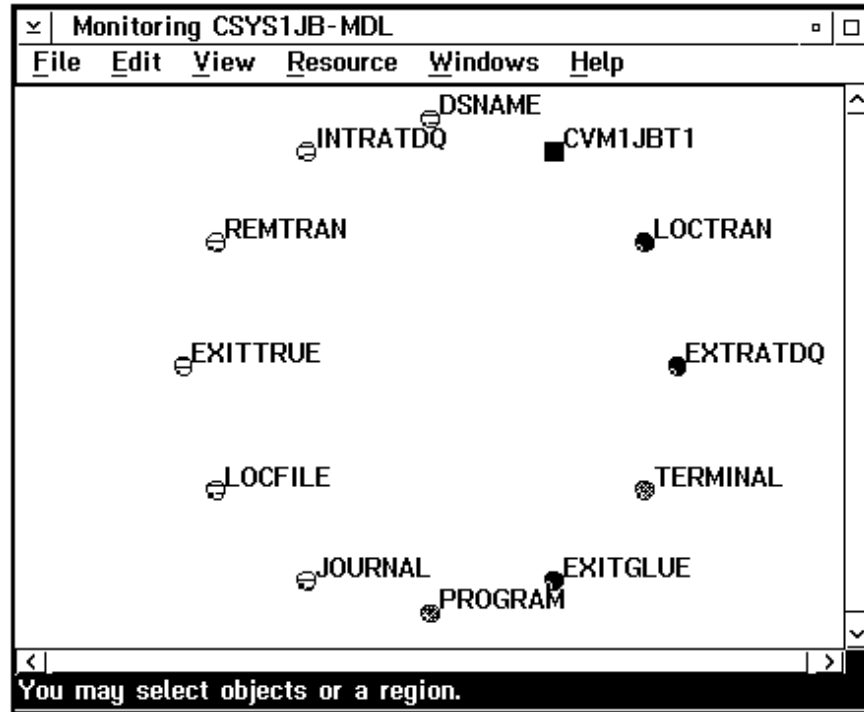 Monitoring CSYS1JB-MDL
File Edit View Resource Windows Help
DSNAME
INTRATDQ
CVM1JBT1
REMTRAN
LOCTRAN
EXITTRUE
EXTRATDQ
LOCFILE
TERMINAL
JOURNAL
EXITGLUE
PROGRAM
You may select objects or a region.